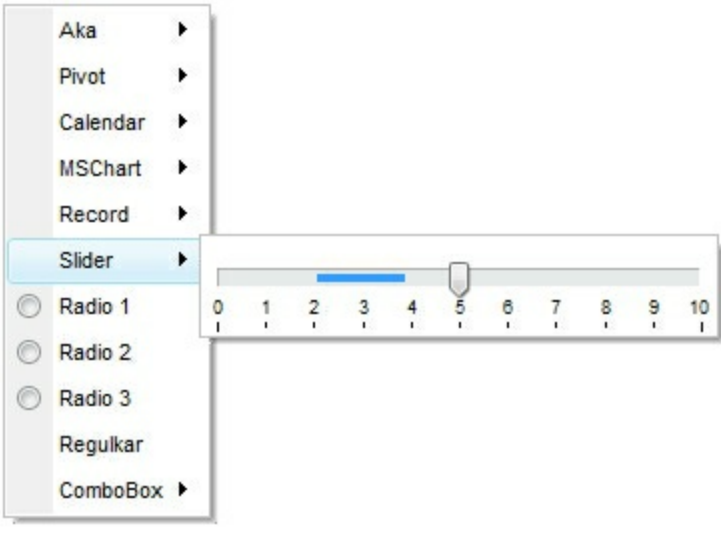 Aka
Pivot
Calendar
MSChart
Record
Slider
0 1 2 3 4 5 6 7 8 9 10
Radio 1
Radio 2
Radio 3
Regulkar
ComboBox